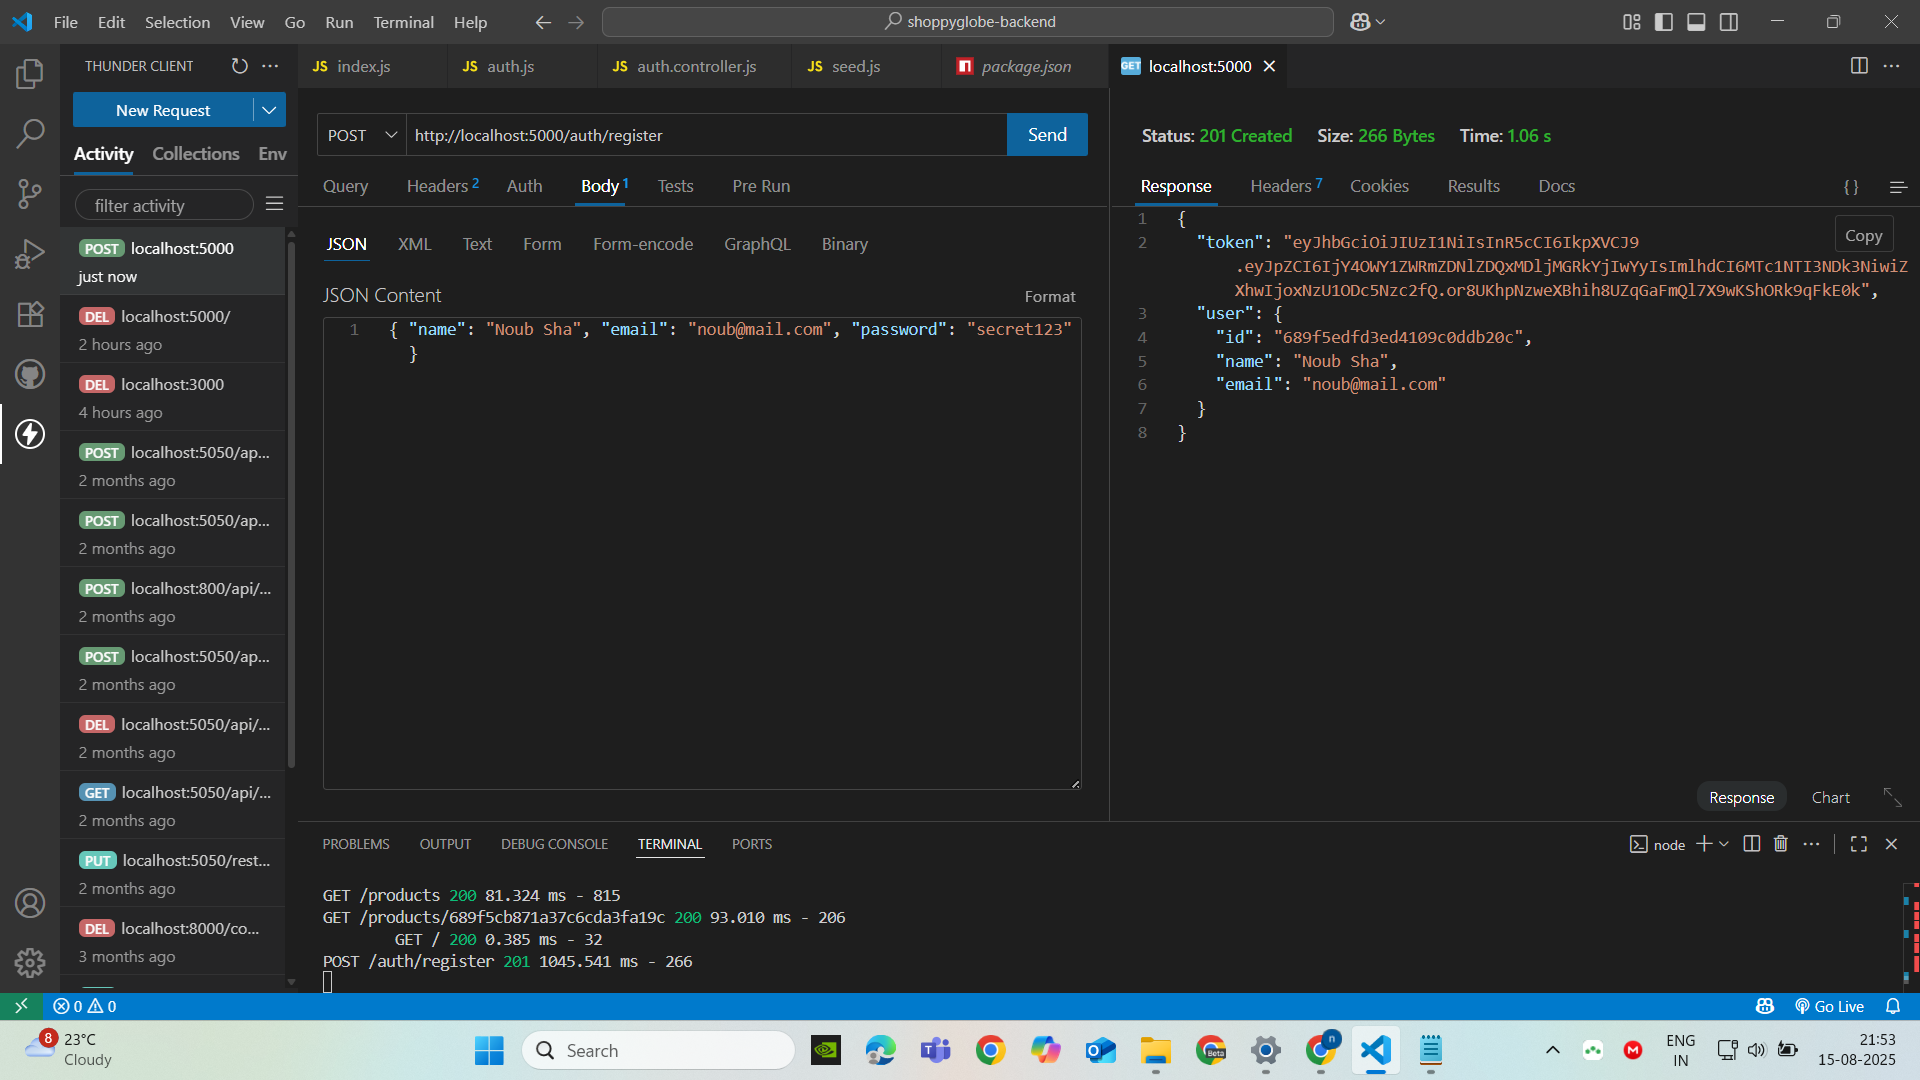 File Edit Selection View Go Run Terminal Help
shoppyglobe-backend
THUNDER CLIENT
New Request
Activity Collections Env
filter activity
POST localhost:5000
just now
DEL localhost:5000/
2 hours ago
DEL localhost:3000
4 hours ago
POST localhost:5050/ap...
2 months ago
POST localhost:5050/ap...
2 months ago
POST localhost:800/api/...
2 months ago
POST localhost:5050/ap...
2 months ago
DEL localhost:5050/api/...
2 months ago
GET localhost:5050/api/...
2 months ago
PUT localhost:5050/rest...
2 months ago
DEL localhost:8000/co...
3 months ago
JS index.js JS auth.js JS auth.controller.js JS seed.js package.json GET localhost:5000
POST http://localhost:5000/auth/register Send
Query Headers 2 Auth Body 1 Tests Pre Run
JSON XML Text Form Form-encode GraphQL Binary
JSON Content Format
1 { "name": "Noub Sha", "email": "noub@mail.com", "password": "secret123"
}
Status: 201 Created Size: 266 Bytes Time: 1.06 s
Response Headers 7 Cookies Results Docs { }
Copy
1 {
2 "token": "eyJhbGciOiJIUzI1NiIsInR5cCI6IkpXVCJ9
.eyJpZCI6IjY4OWY1ZWRmZDNlZDQxMDljMGRkYjIwYyIsImlhdCI6MTc1NTI3NDk3NiwiZ
XhwIjoxNzU1ODc5Nzc2fQ.or8UKhpNzweXBhih8UZqGaFmQl7X9wKShORk9qFkE0k",
3 "user": {
4 "id": "689f5edfd3ed4109c0ddb20c",
5 "name": "Noub Sha",
6 "email": "noub@mail.com"
7 }
8 }
Response Chart
PROBLEMS OUTPUT DEBUG CONSOLE TERMINAL PORTS
node
GET /products 200 81.324 ms - 815
GET /products/689f5cb871a37c6cda3fa19c 200 93.010 ms - 206
GET / 200 0.385 ms - 32
POST /auth/register 201 1045.541 ms - 266
0 0
Go Live
8
23°C
Cloudy
Search
Beta
n
ENG
IN
21:53
15-08-2025